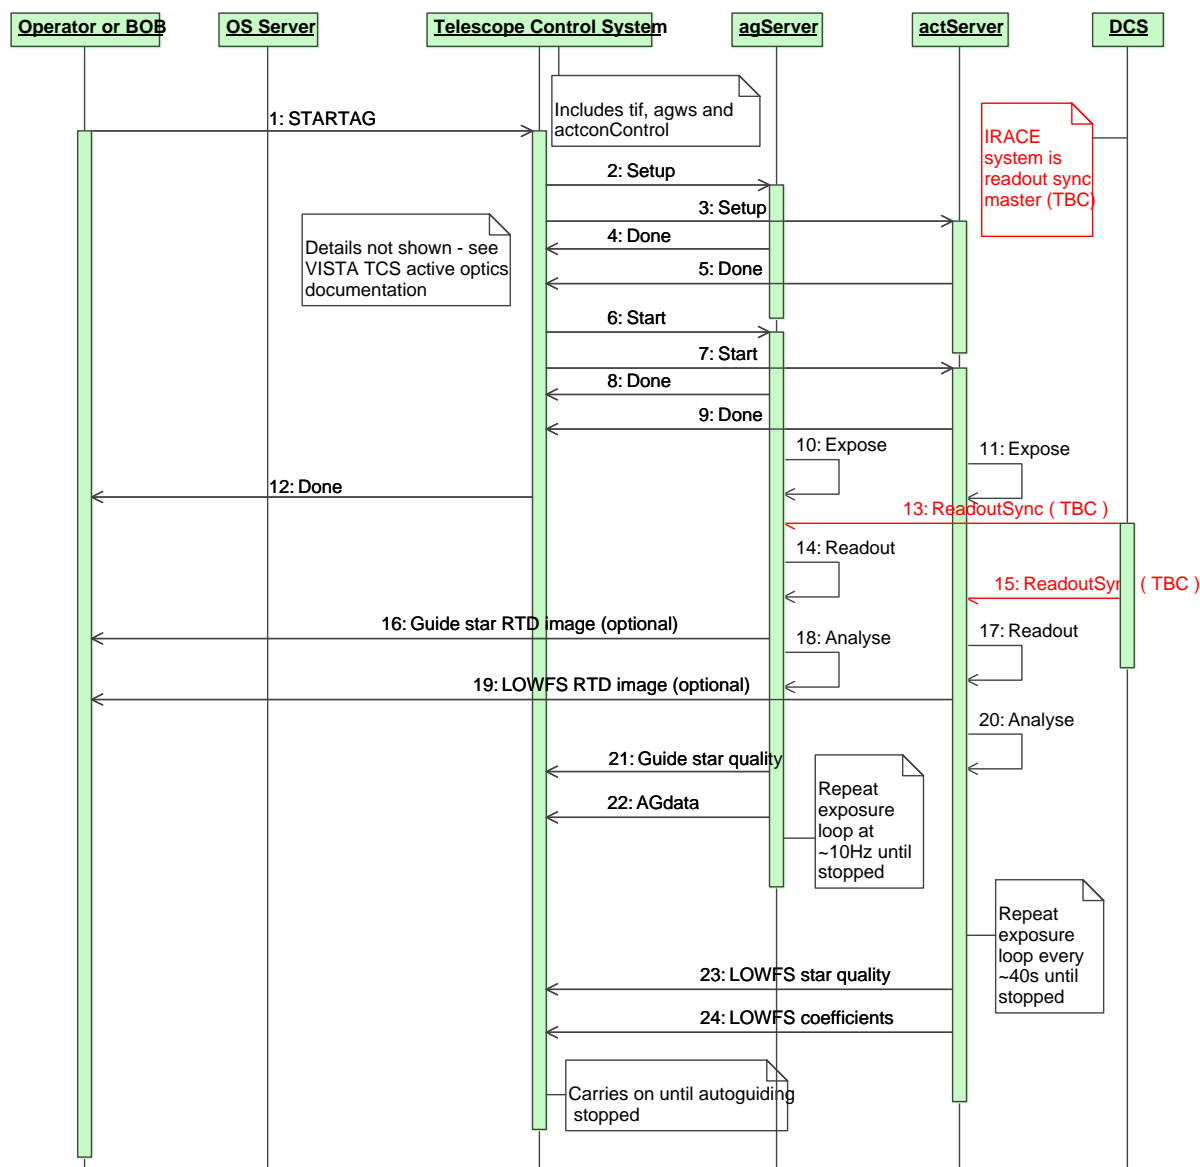 Operator or BOB
OS Server
Telescope Control System
agServer
actServer
DCS
Includes tif, agws and
actconControl
1: STARTAG
IRACE
system is
readout sync
master (TBC)
2: Setup
3: Setup
Details not shown - see
VISTA TCS active optics
documentation
4: Done
5: Done
6: Start
7: Start
8: Done
9: Done
10: Expose
11: Expose
12: Done
13: ReadoutSync ( TBC )
14: Readout
15: ReadoutSync ( TBC )
16: Guide star RTD image (optional)
17: Readout
18: Analyse
19: LOWFS RTD image (optional)
20: Analyse
21: Guide star quality
22: AGdata
Repeat
exposure
loop at
~10Hz until
stopped
Repeat
exposure
loop every
~40s until
stopped
23: LOWFS star quality
24: LOWFS coefficients
Carries on until autoguiding
stopped